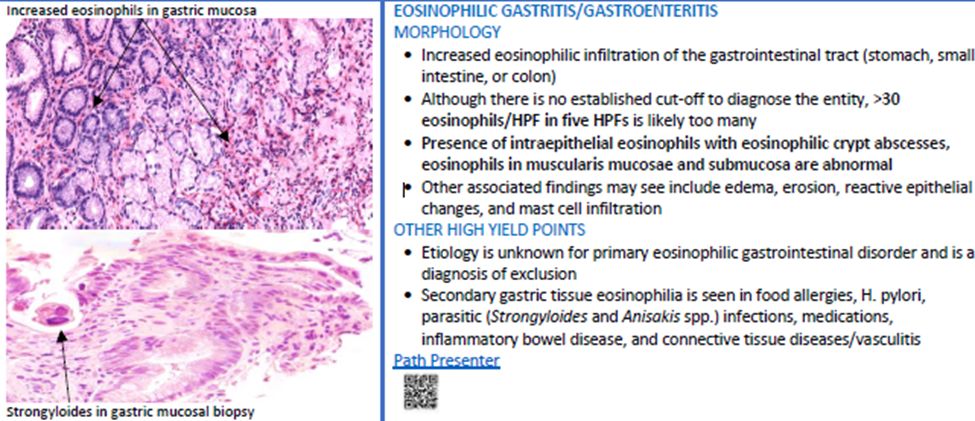 Increased eosinophils in gastric mucosa
Strongyloides in gastric mucosal biopsy
EOSINOPHILIC GASTRITIS/GASTROENTERITIS
MORPHOLOGY
• Increased eosinophilic infiltration of the gastrointestinal tract (stomach, small
intestine, or colon)
• Although there is no established cut-off to diagnose the entity, >30
eosinophils/HPF in five HPFs is likely too many
• Presence of intraepithelial eosinophils with eosinophilic crypt abscesses,
eosinophils in muscularis mucosae and submucosa are abnormal
• Other associated findings may see include edema, erosion, reactive epithelial
changes, and mast cell infiltration
OTHER HIGH YIELD POINTS
• Etiology is unknown for primary eosinophilic gastrointestinal disorder and is a
diagnosis of exclusion
• Secondary gastric tissue eosinophilia is seen in food allergies, H. pylori,
parasitic (Strongyloides and Anisakis spp.) infections, medications,
inflammatory bowel disease, and connective tissue diseases/vasculitis
Path Presenter